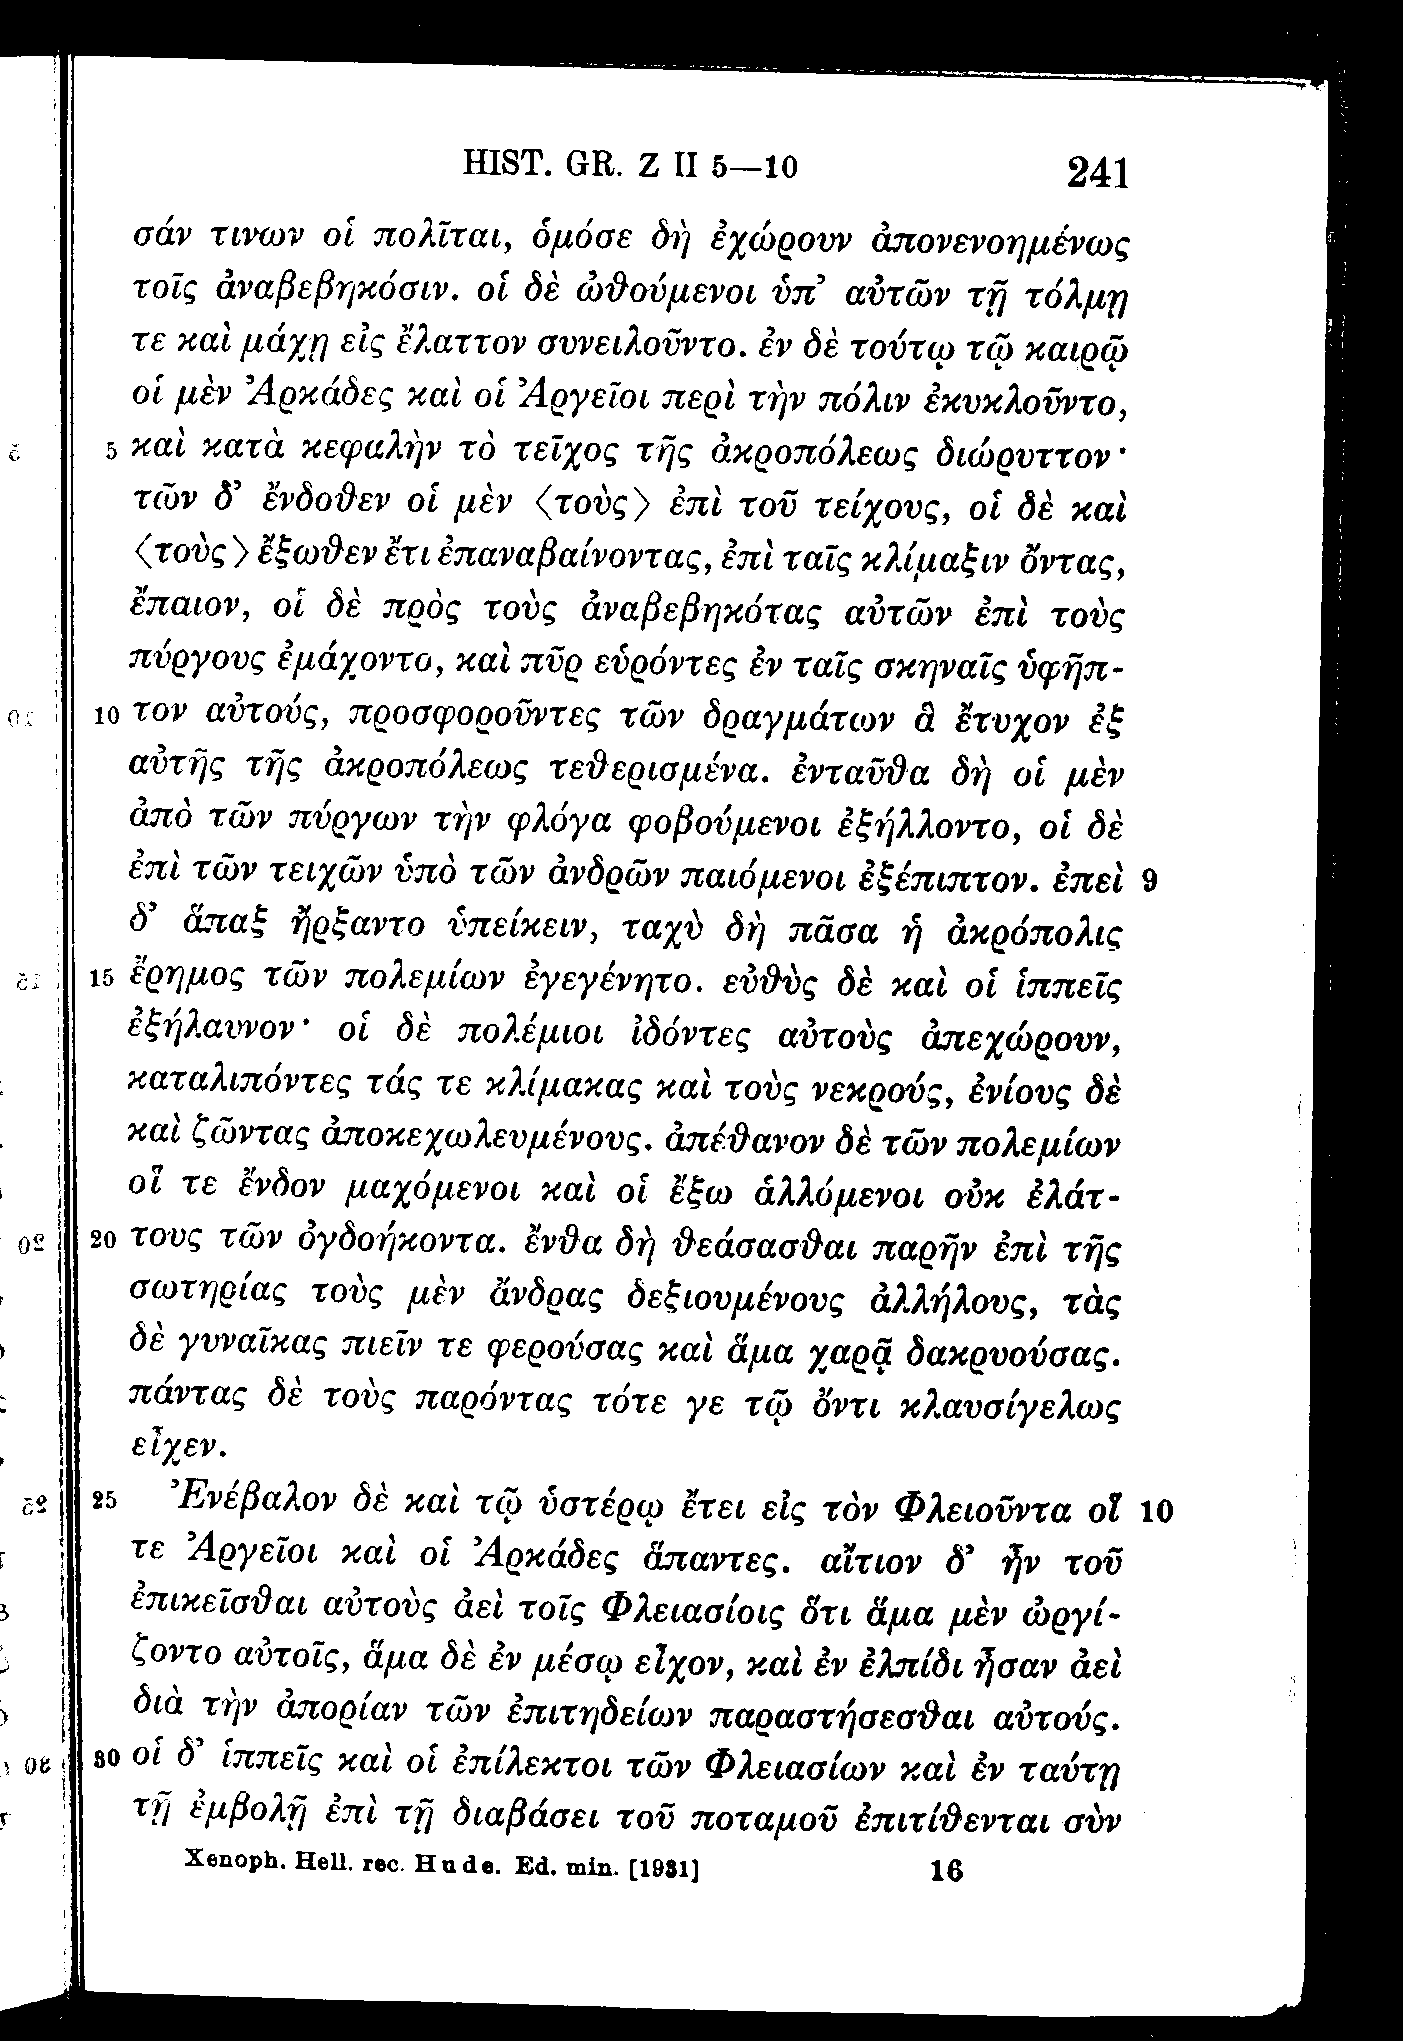 HIST. GR. Z II 5—10 241
σάν τινων οἱ πολῖται, ὁμόσε δὴ ἐχώρουν ἀπονενοημένως
τοῖς ἀναβεβηκόσιν. οἱ δὲ ὠθούμενοι ὑπ’ αὐτῶν τῇ τόλμῃ
τε καὶ μάχῃ εἰς ἔλαττον συνειλοῦντο. ἐν δὲ τούτῳ τῷ καιρῷ
οἱ μὲν Ἀρκάδες καὶ οἱ Ἀργεῖοι περὶ τὴν πόλιν ἐκυκλοῦντο,
5 καὶ κατὰ κεφαλὴν τὸ τεῖχος τῆς ἀκροπόλεως διώρυττον·
τῶν δ’ ἔνδοθεν οἱ μὲν ⟨τοὺς⟩ ἐπὶ τοῦ τείχους, οἱ δὲ καὶ
⟨τοὺς⟩ ἔξωθεν ἔτι ἐπαναβαίνοντας, ἐπὶ ταῖς κλίμαξιν ὄντας,
ἔπαιον, οἱ δὲ πρὸς τοὺς ἀναβεβηκότας αὐτῶν ἐπὶ τοὺς
πύργους ἐμάχοντο, καὶ πῦρ εὑρόντες ἐν ταῖς σκηναῖς ὑφῆπ-
10 τον αὐτούς, προσφοροῦντες τῶν δραγμάτων ἃ ἔτυχον ἐξ
αὐτῆς τῆς ἀκροπόλεως τεθερισμένα. ἐνταῦθα δὴ οἱ μὲν
ἀπὸ τῶν πύργων τὴν φλόγα φοβούμενοι ἐξήλλοντο, οἱ δὲ
ἐπὶ τῶν τειχῶν ὑπὸ τῶν ἀνδρῶν παιόμενοι ἐξέπιπτον. ἐπεὶ 9
δ’ ἅπαξ ἤρξαντο ὑπείκειν, ταχὺ δὴ πᾶσα ἡ ἀκρόπολις
15 ἔρημος τῶν πολεμίων ἐγεγένητο. εὐθὺς δὲ καὶ οἱ ἱππεῖς
ἐξήλαυνον· οἱ δὲ πολέμιοι ἰδόντες αὐτοὺς ἀπεχώρουν,
καταλιπόντες τάς τε κλίμακας καὶ τοὺς νεκρούς, ἐνίους δὲ
καὶ ζῶντας ἀποκεχωλευμένους. ἀπέθανον δὲ τῶν πολεμίων
οἵ τε ἔνδον μαχόμενοι καὶ οἱ ἔξω ἁλλόμενοι οὐκ ἐλάτ-
20 τους τῶν ὀγδοήκοντα. ἔνθα δὴ θεάσασθαι παρῆν ἐπὶ τῆς
σωτηρίας τοὺς μὲν ἄνδρας δεξιουμένους ἀλλήλους, τὰς
δὲ γυναῖκας πιεῖν τε φερούσας καὶ ἅμα χαρᾷ δακρυούσας.
πάντας δὲ τοὺς παρόντας τότε γε τῷ ὄντι κλαυσίγελως
εἶχεν.
25 Ἐνέβαλον δὲ καὶ τῷ ὑστέρῳ ἔτει εἰς τὸν Φλειοῦντα οἵ 10
τε Ἀργεῖοι καὶ οἱ Ἀρκάδες ἅπαντες. αἴτιον δ’ ἦν τοῦ
ἐπικεῖσθαι αὐτοὺς ἀεὶ τοῖς Φλειασίοις ὅτι ἅμα μὲν ὠργί-
ζοντο αὐτοῖς, ἅμα δὲ ἐν μέσῳ εἶχον, καὶ ἐν ἐλπίδι ἦσαν ἀεὶ
διὰ τὴν ἀπορίαν τῶν ἐπιτηδείων παραστήσεσθαι αὐτούς.
30 οἱ δ’ ἱππεῖς καὶ οἱ ἐπίλεκτοι τῶν Φλειασίων καὶ ἐν ταύτῃ
τῇ ἐμβολῇ ἐπὶ τῇ διαβάσει τοῦ ποταμοῦ ἐπιτίθενται σὺν
Xenoph. Hell. rec. Hude. Ed. min. [1931] 16